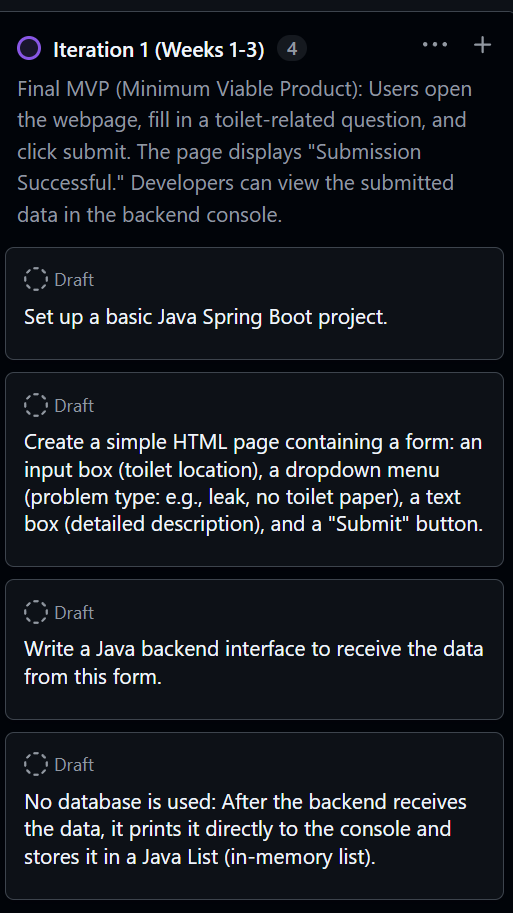 Iteration 1 (Weeks 1-3) 4
Final MVP (Minimum Viable Product): Users open
the webpage, fill in a toilet-related question, and
click submit. The page displays "Submission
Successful." Developers can view the submitted
data in the backend console.
Draft
Set up a basic Java Spring Boot project.
Draft
Create a simple HTML page containing a form: an
input box (toilet location), a dropdown menu
(problem type: e.g., leak, no toilet paper), a text
box (detailed description), and a "Submit" button.
Draft
Write a Java backend interface to receive the data
from this form.
Draft
No database is used: After the backend receives
the data, it prints it directly to the console and
stores it in a Java List (in-memory list).